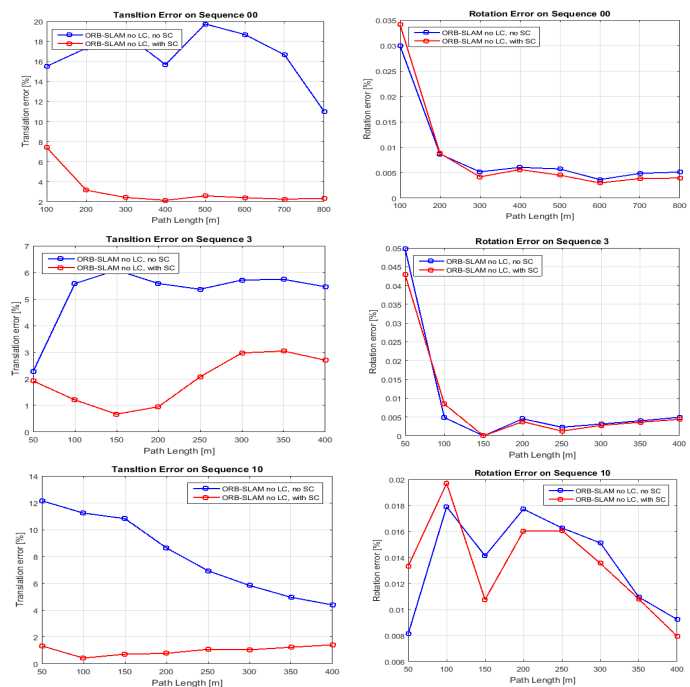 Tansltion Error on Sequence 00
ORB-SLAM no LC, no SC
ORB-SLAM no LC, with SC
Translation error [%]
20
18
16
14
12
10
8
6
4
2
100 200 300 400 500 600 700 800
Path Length [m]
Rotation Error on Sequence 00
ORB-SLAM no LC, no SC
ORB-SLAM no LC, with SC
Rotation error [%]
0.035
0.03
0.025
0.02
0.015
0.01
0.005
0
100 200 300 400 500 600 700 800
Path Length [m]
Tansltion Error on Sequence 3
ORB-SLAM no LC, no SC
ORB-SLAM no LC, with SC
Translation error [%]
7
6
5
4
3
2
1
0
50 100 150 200 250 300 350 400
Path Length [m]
Rotation Error on Sequence 3
ORB-SLAM no LC, no SC
ORB-SLAM no LC, with SC
Rotation error [%]
0.05
0.045
0.04
0.035
0.03
0.025
0.02
0.015
0.01
0.005
0
50 100 150 200 250 300 350 400
Path Length [m]
Tansltion Error on Sequence 10
ORB-SLAM no LC, no SC
ORB-SLAM no LC, with SC
Translation error [%]
14
12
10
8
6
4
2
0
50 100 150 200 250 300 350 400
Path Length [m]
Rotation Error on Sequence 10
ORB-SLAM no LC, no SC
ORB-SLAM no LC, with SC
Rotation error [%]
0.02
0.018
0.016
0.014
0.012
0.01
0.008
0.006
50 100 150 200 250 300 350 400
Path Length [m]